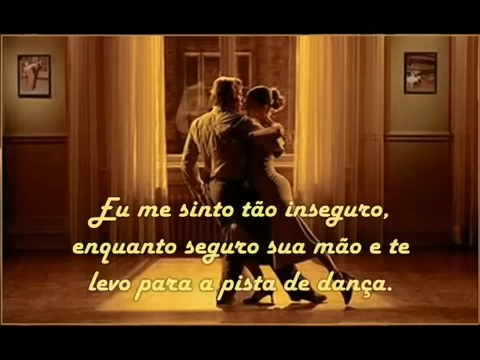 Eu me sinto tão inseguro,
enquanto seguro sua mão e te
levo para a pista de dança.